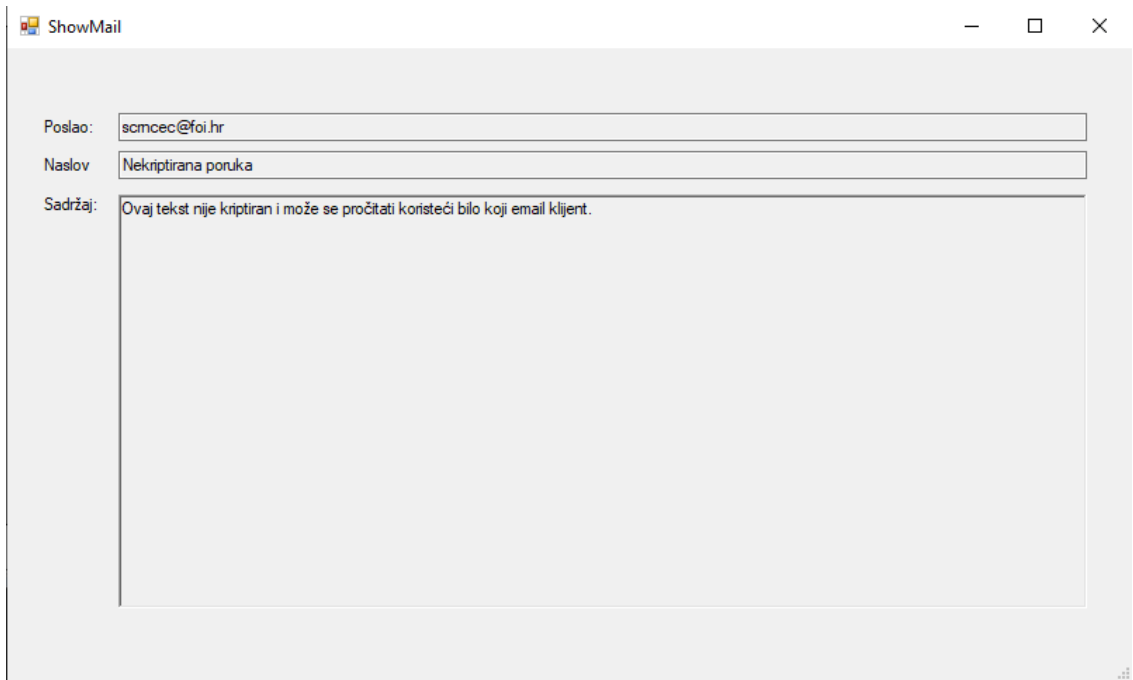 ShowMail
Poslao: scrncec@foi.hr
Naslov Nekriptirana poruka
Sadržaj: Ovaj tekst nije kriptiran i može se pročitati koristeći bilo koji email klijent.